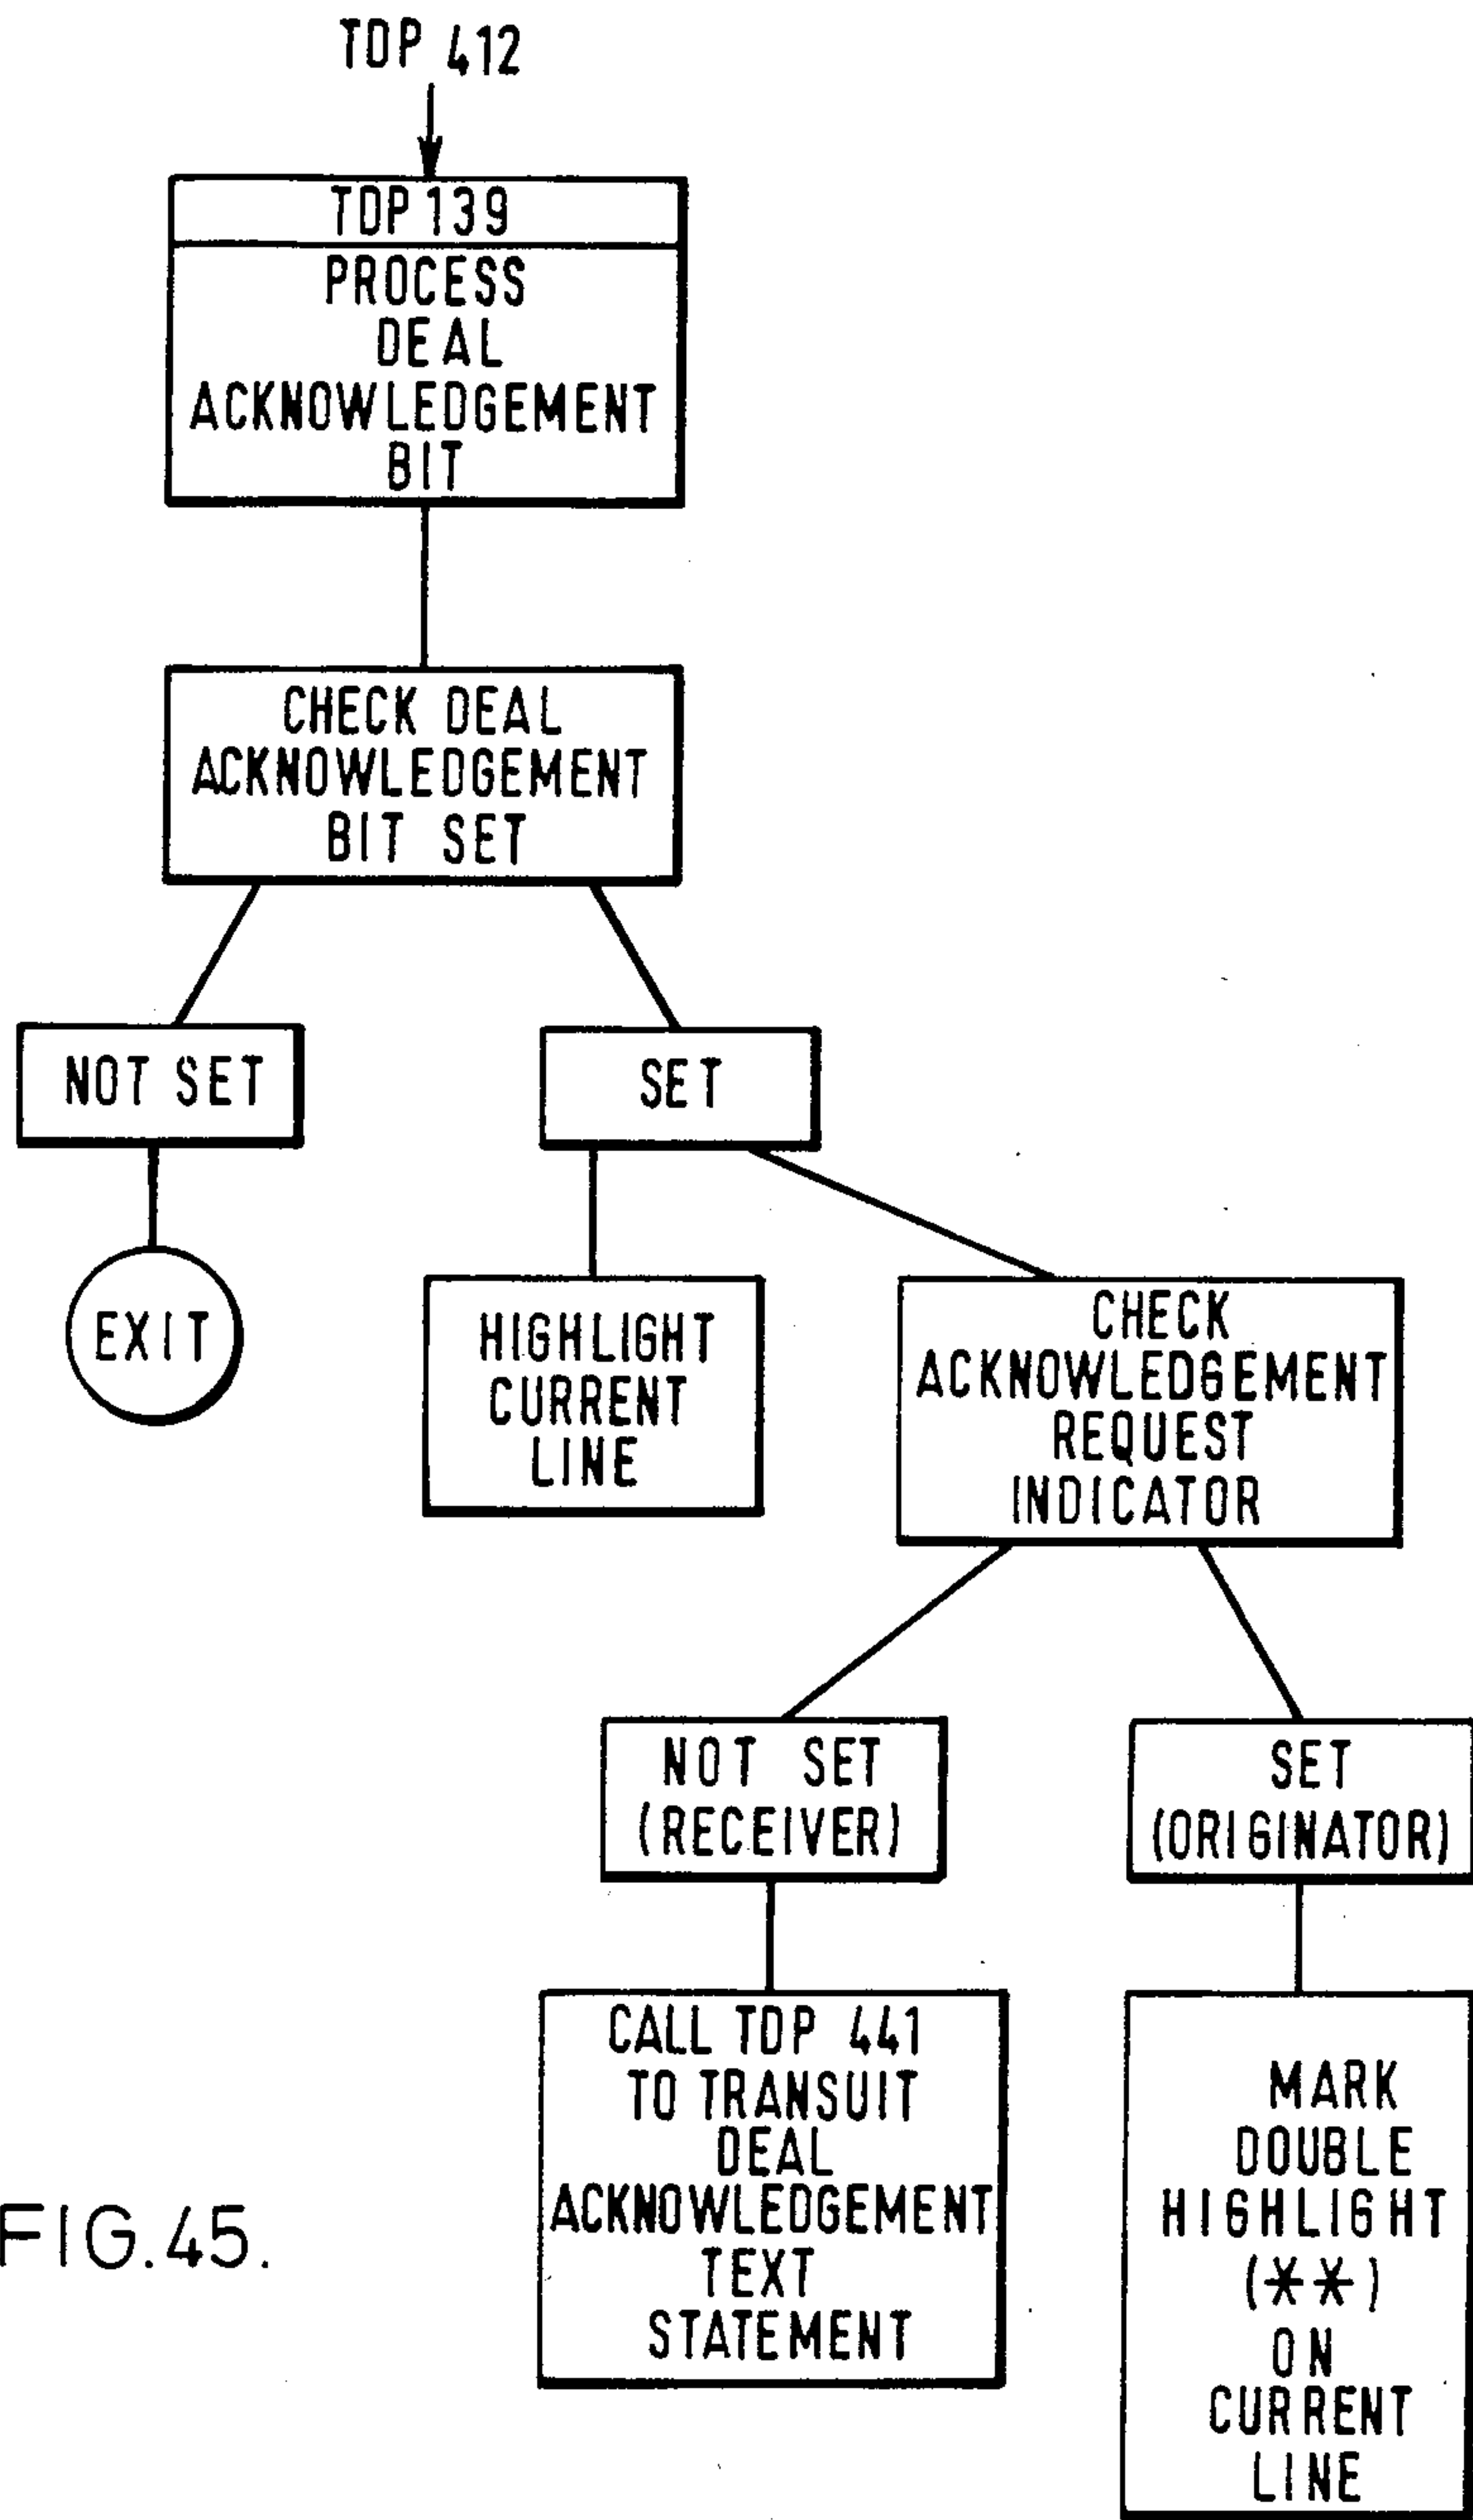 TDP 412
TDP 139
PROCESS
DEAL
ACKNOWLEDGEMENT
BIT
CHECK DEAL
ACKNOWLEDGEMENT
BIT SET
NOT SET
SET
EXIT
HIGHLIGHT
CURRENT
LINE
CHECK
ACKNOWLEDGEMENT
REQUEST
INDICATOR
NOT SET
(RECEIVER)
SET
(ORIGINATOR)
CALL TDP 441
TO TRANSUIT
DEAL
ACKNOWLEDGEMENT
TEXT
STATEMENT
MARK
DOUBLE
HIGHLIGHT
(**)
ON
CURRENT
LINE
FIG.45.